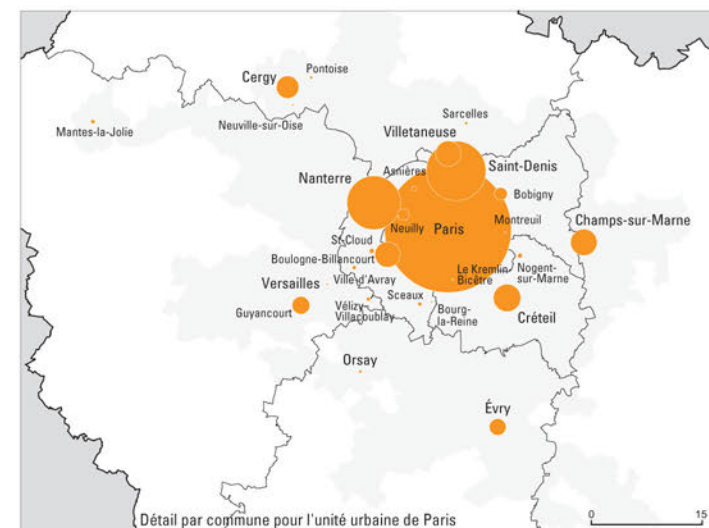 Pontoise
Cergy
Sarcelles
Mantes-la-Jolie
Neuville-sur-Oise
Villetaneuse
Asnières
Saint-Denis
Nanterre
Bobigny
Neuilly
Paris
Montreuil
Champs-sur-Marne
St-Cloud
Boulogne-Billancourt
Le Kremlin
Bicêtre
Nogent-
sur-Marne
Ville-d'Avray
Versailles
Sceaux
Guyancourt
Vélizy
Villacoublay
Bourg-
la-Reine
Créteil
Orsay
Évry
Détail par commune pour l'unité urbaine de Paris
0 15